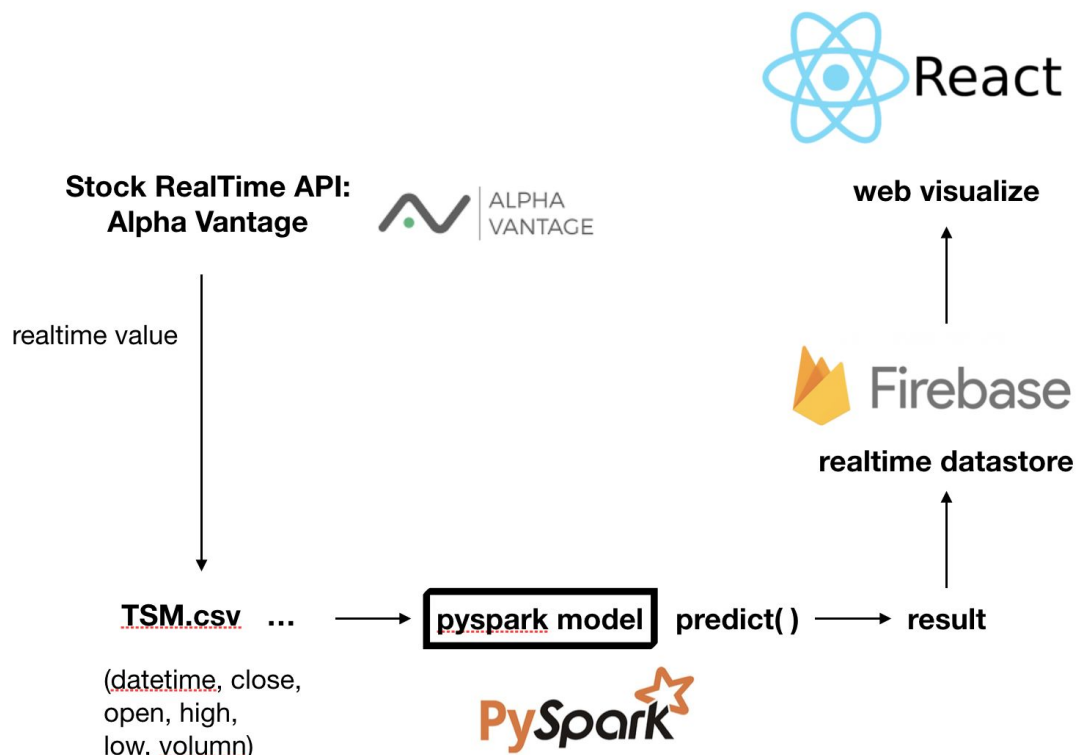 React
Stock RealTime API:
Alpha Vantage
ALPHA
VANTAGE
web visualize
realtime value
Firebase
realtime datastore
TSM.csv ...
pyspark model
predict( )
result
(datetime, close,
open, high,
low, volumn)
PySpark